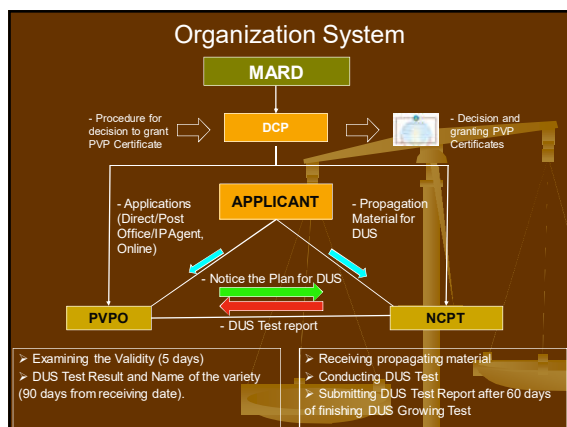 Organization System
MARD
- Procedure for
decision to grant
PVP Certificate
DCP
- Decision and
granting PVP
Certificates
- Applications
(Direct/Post
Office/IP Agent,
Online)
APPLICANT
- Propagation
Material for
DUS
- Notice the Plan for DUS
PVPO
NCPT
- DUS Test report
➢ Examining the Validity (5 days)
➢ DUS Test Result and Name of the variety
(90 days from receiving date).
➢ Receiving propagating material
➢ Conducting DUS Test
➢ Submitting DUS Test Report after 60 days
of finishing DUS Growing Test